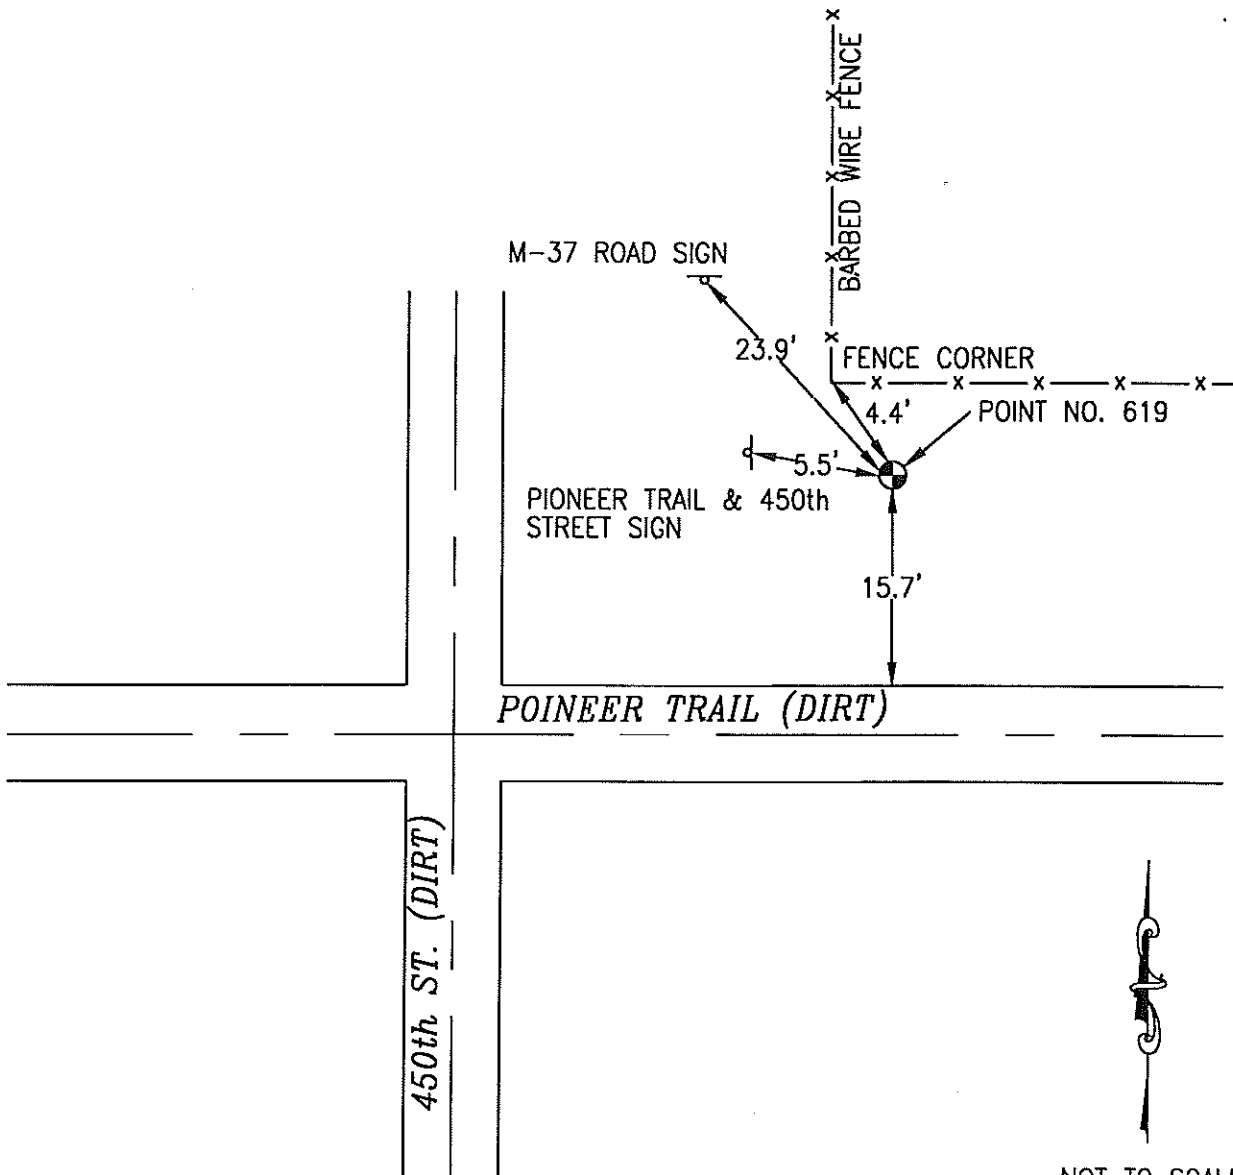 BARBED WIRE FENCE
M-37 ROAD SIGN
23.9'
FENCE CORNER
4.4'
POINT NO. 619
5.5'
PIONEER TRAIL & 450th
STREET SIGN
15.7'
POINEER TRAIL (DIRT)
450th ST. (DIRT)
NOT TO